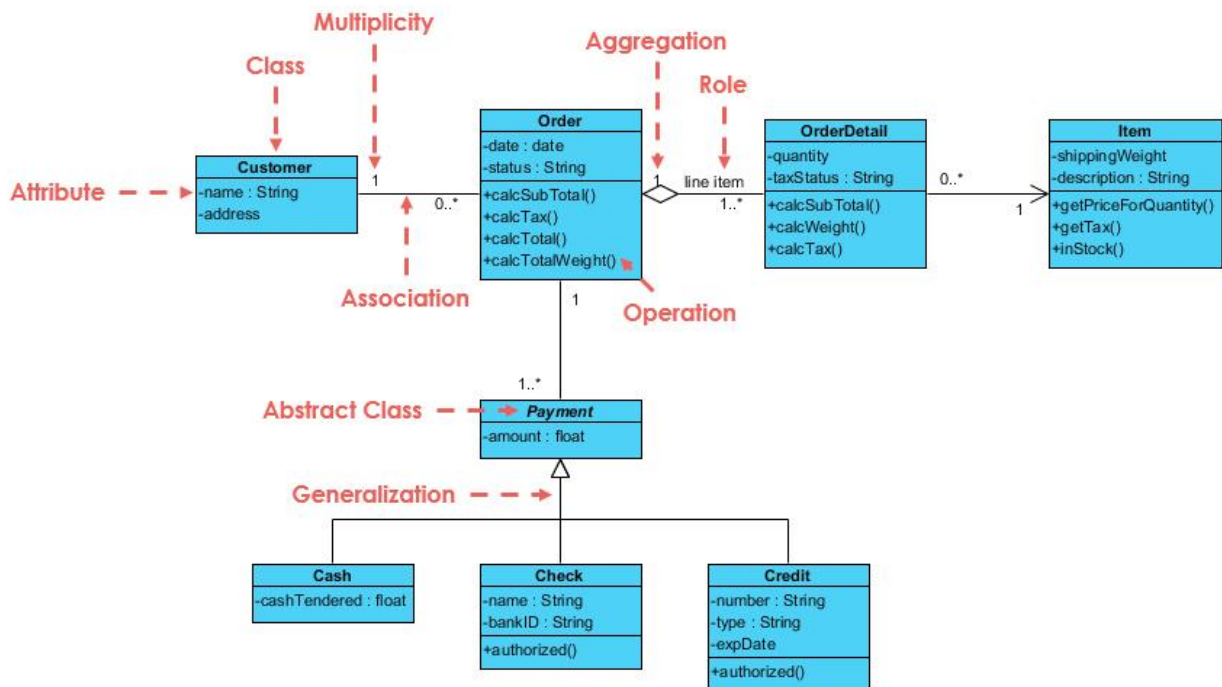 Multiplicity
Aggregation
Class
Role
Attribute
Customer
-name : String
-address
1
0..*
Association
Order
-date : date
-status : String
+calcSubTotal()
+calcTax()
+calcTotal()
+calcTotalWeight()
Operation
1
line item
1..*
OrderDetail
-quantity
-taxStatus : String
+calcSubTotal()
+calcWeight()
+calcTax()
0..*
1
Item
-shippingWeight
-description : String
+getPriceForQuantity()
+getTax()
+inStock()
1
1..*
Abstract Class
Payment
-amount : float
Generalization
Cash
-cashTendered : float
Check
-name : String
-bankID : String
+authorized()
Credit
-number : String
-type : String
-expDate
+authorized()